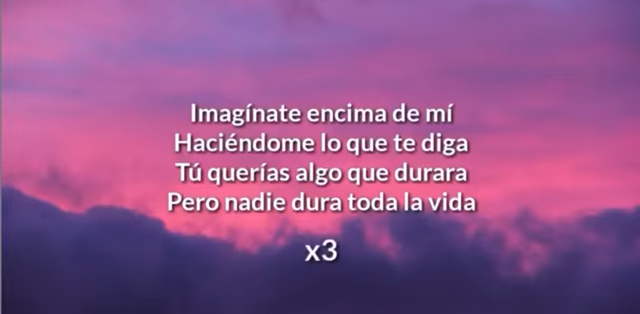 Imagínate encima de mí
Haciéndome lo que te diga
Tú querías algo que durara
Pero nadie dura toda la vida
x3